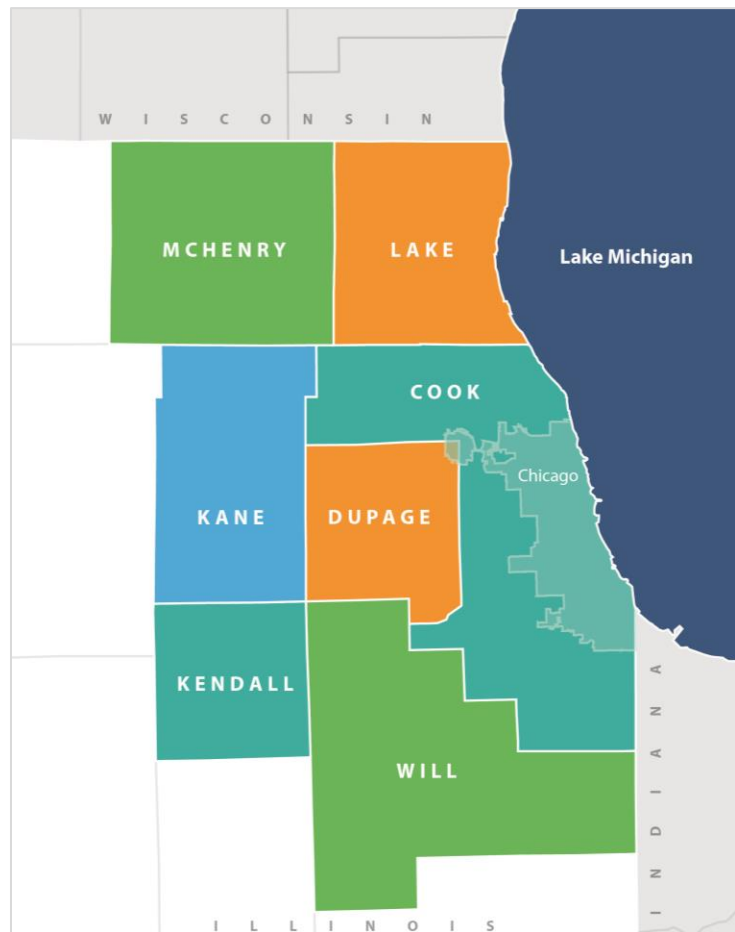 WISCONSIN
MCHENRY
LAKE
Lake Michigan
COOK
Chicago
KANE
DUPAGE
KENDALL
WILL
INDIANA
ILLINOIS